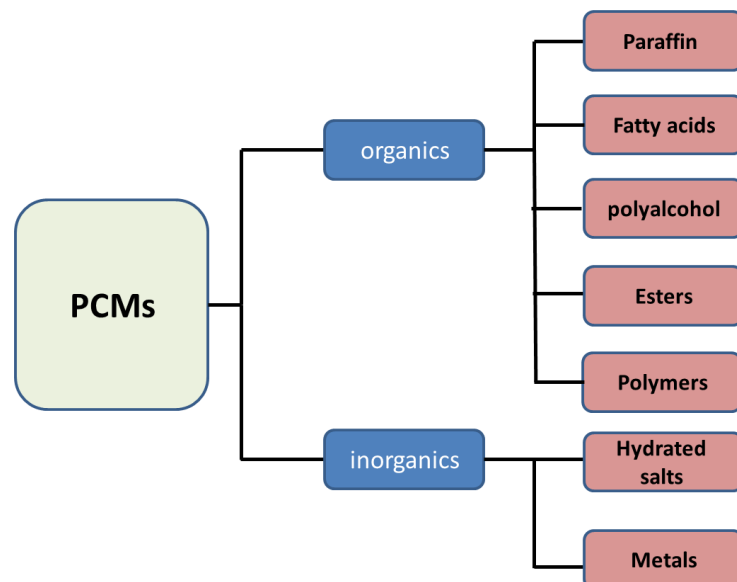 Paraffin
organics
Fatty acids
polyalcohol
PCMs
Esters
Polymers
inorganics
Hydrated
salts
Metals